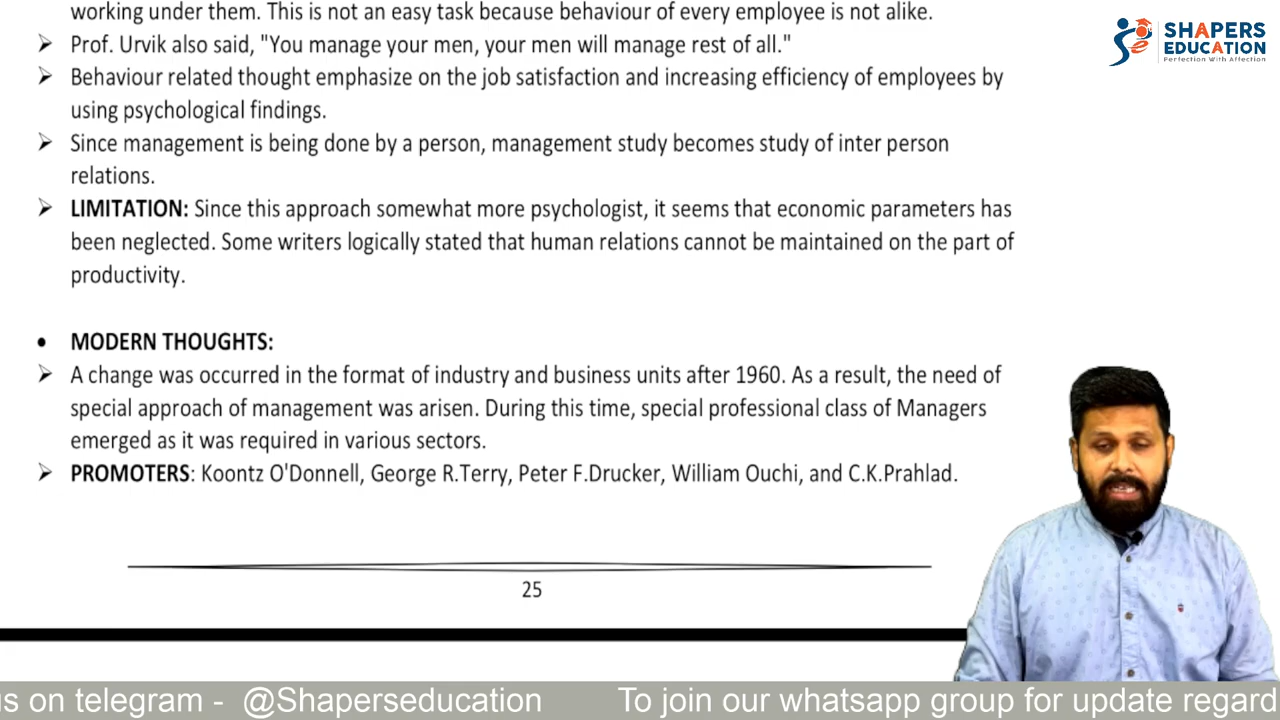 working under them. This is not an easy task because behaviour of every employee is not alike.
➢ Prof. Urvik also said, "You manage your men, your men will manage rest of all."
➢ Behaviour related thought emphasize on the job satisfaction and increasing efficiency of employees by
using psychological findings.
➢ Since management is being done by a person, management study becomes study of inter person
relations.
➢ LIMITATION: Since this approach somewhat more psychologist, it seems that economic parameters has
been neglected. Some writers logically stated that human relations cannot be maintained on the part of
productivity.
• MODERN THOUGHTS:
➢ A change was occurred in the format of industry and business units after 1960. As a result, the need of
special approach of management was arisen. During this time, special professional class of Managers
emerged as it was required in various sectors.
➢ PROMOTERS: Koontz O'Donnell, George R.Terry, Peter F.Drucker, William Ouchi, and C.K.Prahlad.
25
SHAPERS
EDUCATION
Perfection With Affection
us on telegram - @Shaperseducation To join our whatsapp group for update regard